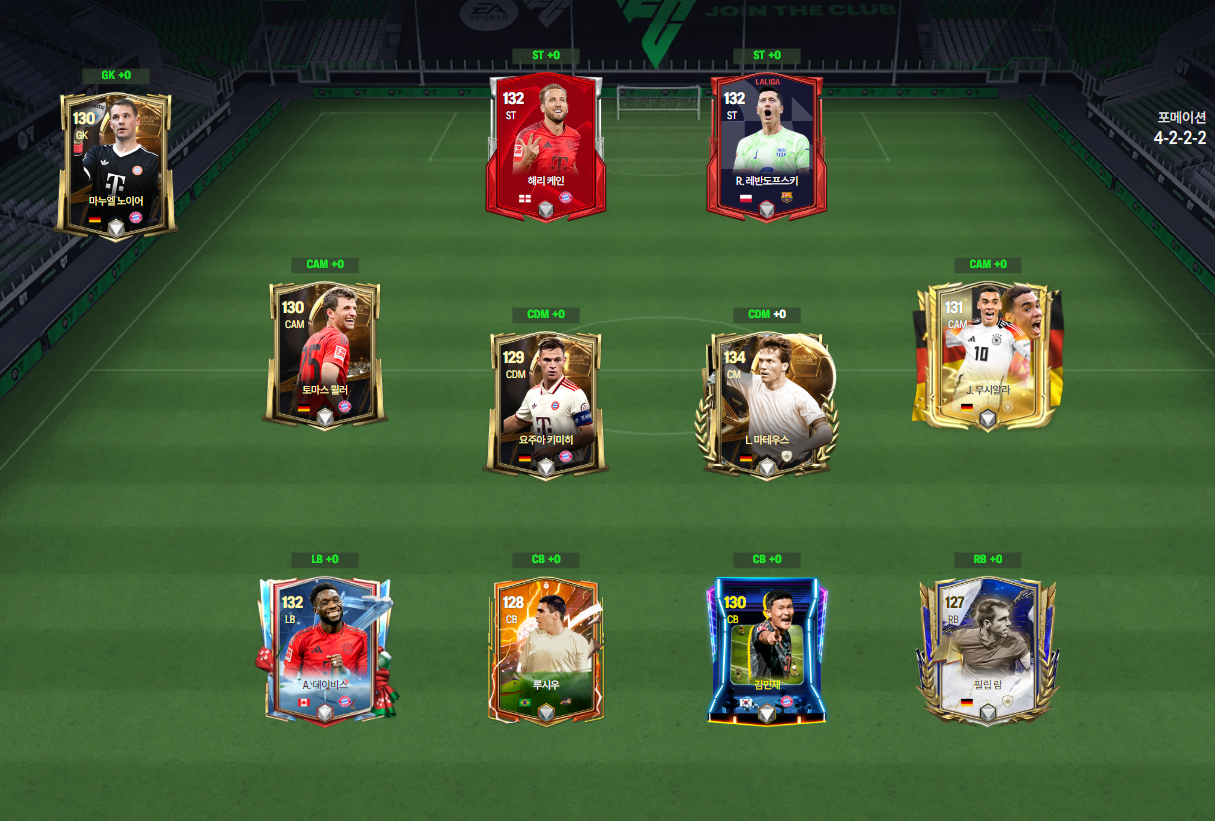 EA SPORTS
JOIN THE CLUB
포메이션
4-2-2-2
GK +0
130
GK
마누엘 노이어
ST +0
132
ST
해리 케인
ST +0
LALIGA
132
ST
R. 레반도프스키
CAM +0
130
CAM
토마스 뮐러
CDM +0
129
CDM
요주아 키미히
CDM +0
134
CM
L. 마테우스
CAM +0
131
CAM
10
J. 무시알라
LB +0
132
LB
A. 데이비스
CB +0
128
CB
루시우
CB +0
130
CB
김민재
RB +0
127
RB
필립 람